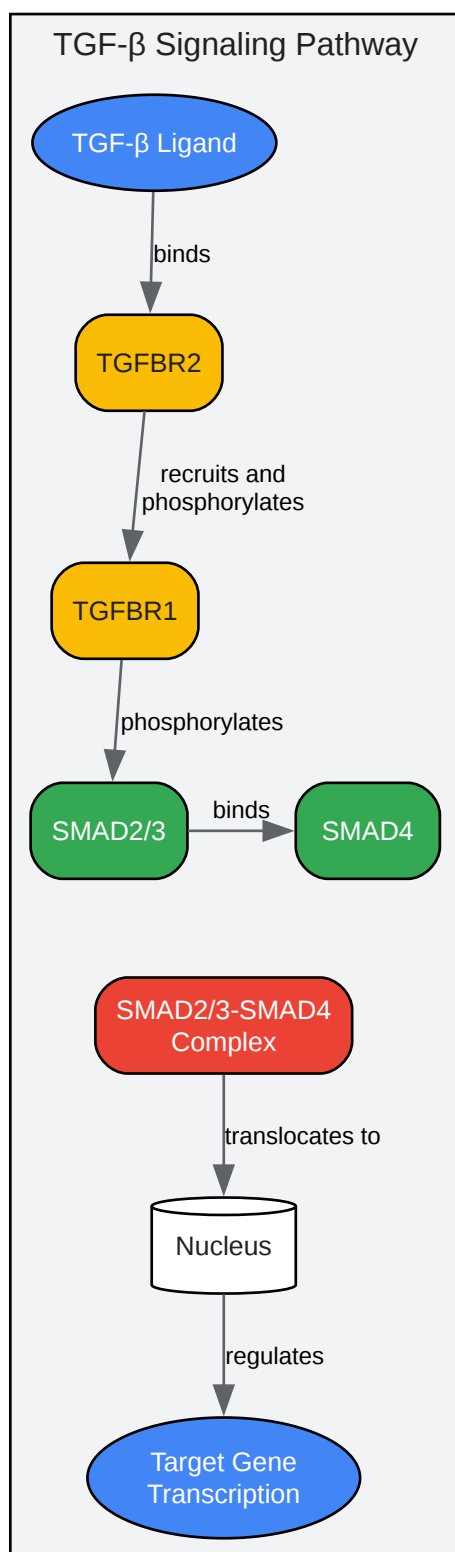 TGF-β Signaling Pathway
TGF-β Ligand
binds
TGFBR2
recruits and
phosphorylates
TGFBR1
phosphorylates
SMAD2/3
binds
SMAD4
SMAD2/3-SMAD4
Complex
translocates to
Nucleus
regulates
Target Gene
Transcription